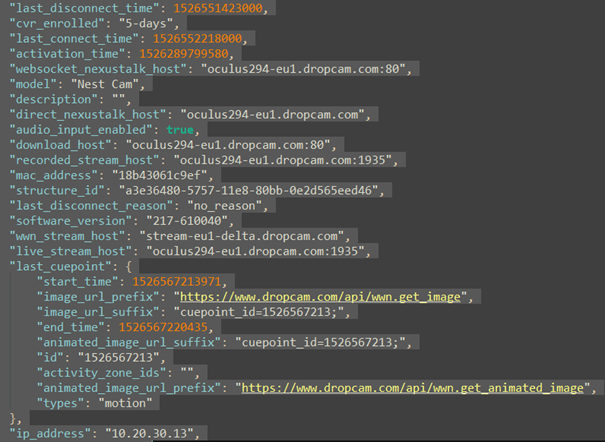 "last_disconnect_time": 1526551423000,
"cvr_enrolled": "5-days",
"last_connect_time": 1526552218000,
"activation_time": 1526289799580,
"websocket_nexustalk_host": "oculus294-eu1.dropcam.com:80",
"model": "Nest Cam",
"description": "",
"direct_nexustalk_host": "oculus294-eu1.dropcam.com",
"audio_input_enabled": true,
"download_host": "oculus294-eu1.dropcam.com:80",
"recorded_stream_host": "oculus294-eu1.dropcam.com:1935",
"mac_address": "18b43061c9ef",
"structure_id": "a3e36480-5757-11e8-80bb-0e2d565eed46",
"last_disconnect_reason": "no_reason",
"software_version": "217-610040",
"wwn_stream_host": "stream-eu1-delta.dropcam.com",
"live_stream_host": "oculus294-eu1.dropcam.com:1935",
"last_cuepoint": {
"start_time": 1526567213971,
"image_url_prefix": "https://www.dropcam.com/api/wwn.get_image",
"image_url_suffix": "cuepoint_id=1526567213;",
"end_time": 1526567220435,
"animated_image_url_suffix": "cuepoint_id=1526567213;",
"id": "1526567213",
"activity_zone_ids": "",
"animated_image_url_prefix": "https://www.dropcam.com/api/wwn.get_animated_image",
"types": "motion"
},
"ip_address": "10.20.30.13",